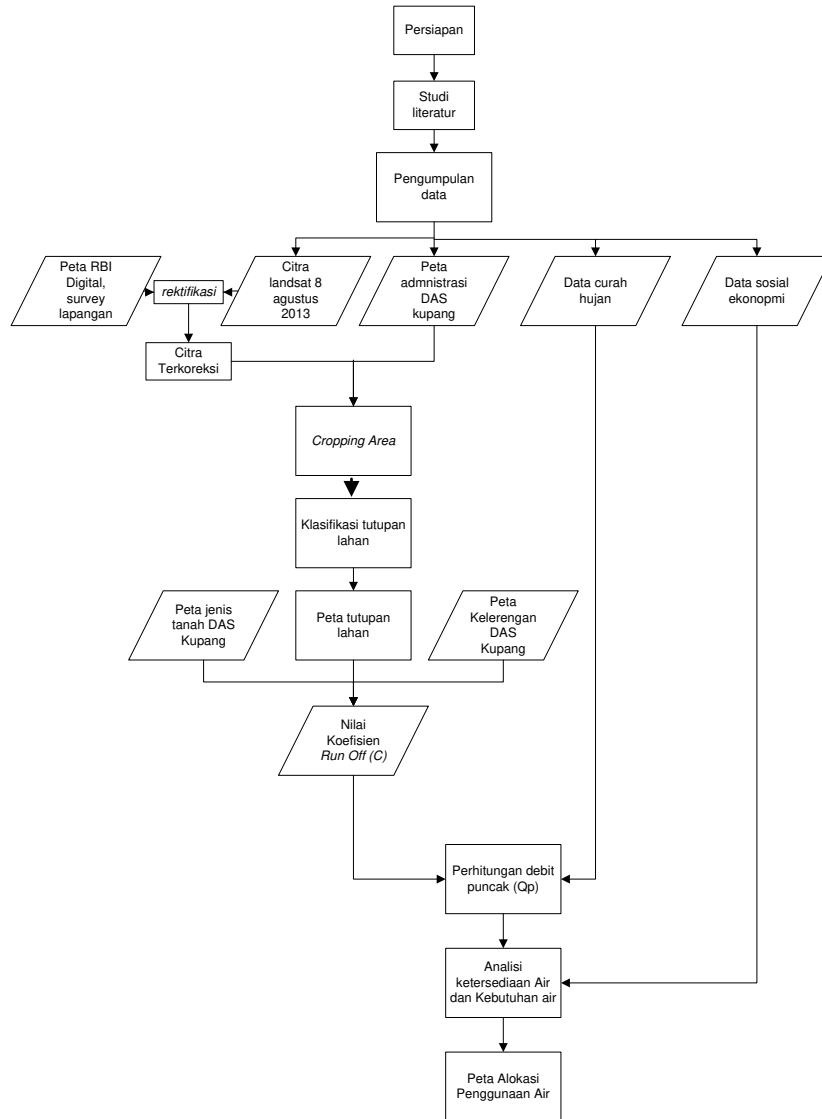 Persiapan
Studi
literatur
Pengumpulan
data
Peta RBI
Digital,
survey
lapangan
rektifikasi
Citra
landsat 8
agustus
2013
Peta
admnistrasi
DAS
kupang
Data curah
hujan
Data sosial
ekonopmi
Citra
Terkoreksi
Cropping Area
Klasifikasi tutupan
lahan
Peta jenis
tanah DAS
Kupang
Peta tutupan
lahan
Peta
Kelerengan
DAS
Kupang
Nilai
Koefisien
Run Off (C)
Perhitungan debit
puncak (Qp)
Analisi
ketersediaan Air
dan Kebutuhan air
Peta Alokasi
Penggunaan Air